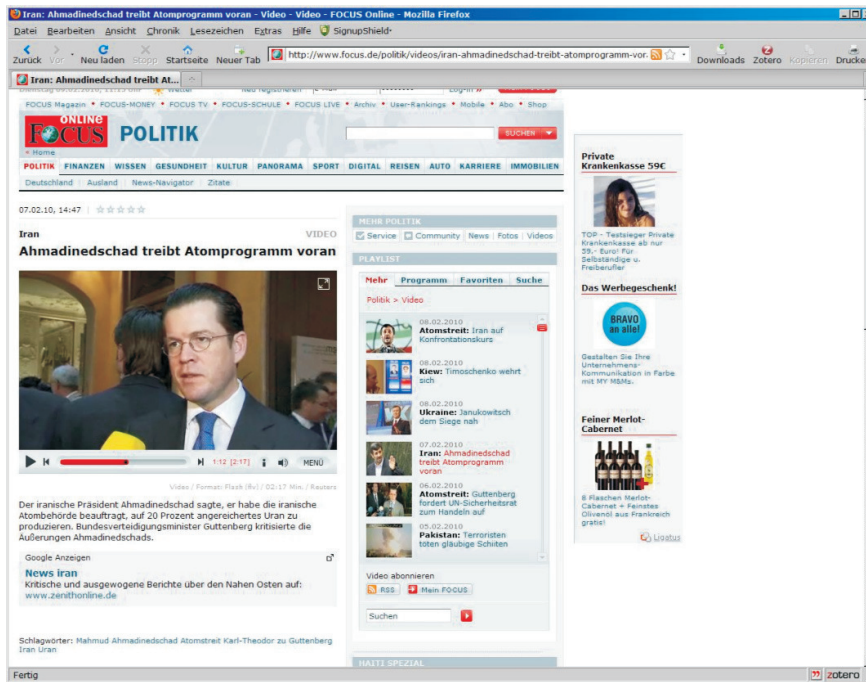 Iran: Ahmadinedschad treibt Atomprogramm voran - Video - Video - FOCUS Online - Mozilla Firefox
Datei Bearbeiten Ansicht Chronik Lesezeichen Extras Hilfe SignupShield
Zurück Vor Neu laden Stopp Startseite Neuer Tab http://www.focus.de/politik/videos/iran-ahmadinedschad-treibt-atomprogramm-vor. Downloads Zotero Kopieren Drucke
Iran: Ahmadinedschad treibt At...
Wetter Neu registrieren Log-in
FOCUS Magazin • FOCUS-MONEY • FOCUS TV • FOCUS-SCHULE • FOCUS LIVE • Archiv • User-Rankings • Mobile • Abo • Shop
ONLINE
FOCUS POLITIK
SUCHEN
Home
POLITIK FINANZEN WISSEN GESUNDHEIT KULTUR PANORAMA SPORT DIGITAL REISEN AUTO KARRIERE IMMOBILIEN
Deutschland Ausland News-Navigator Zitate
07.02.10, 14:47
Iran VIDEO
Ahmadinedschad treibt Atomprogramm voran
1:12 [2:17] MENÜ
Video / Format: Flash (flv) / 02:17 Min. / Reuters
Der iranische Präsident Ahmadinedschad sagte, er habe die iranische
Atombehörde beauftragt, auf 20 Prozent angereichertes Uran zu
produzieren. Bundesverteidigungsminister Guttenberg kritisierte die
Äußerungen Ahmadinedschads.
Google Anzeigen
News iran
Kritische und ausgewogene Berichte über den Nahen Osten auf:
www.zenithonline.de
Schlagwörter: Mahmud Ahmadinedschad Atomstreit Karl-Theodor zu Guttenberg
Iran Uran
MEHR POLITIK
Service Community News Fotos Videos
PLAYLIST
Mehr Programm Favoriten Suche
Politik > Video
08.02.2010
Atomstreit: Iran auf
Konfrontationskurs
08.02.2010
Kiew: Timoschenko wehrt
sich
08.02.2010
Ukraine: Janukowitsch
dem Siege nah
07.02.2010
Iran: Ahmadinedschad
treibt Atomprogramm
voran
06.02.2010
Atomstreit: Guttenberg
fordert UN-Sicherheitsrat
zum Handeln auf
05.02.2010
Pakistan: Terroristen
töten gläubige Schiiten
Video abonnieren
RSS Mein FOCUS
Suchen
HAITI SPEZIAL
Private
Krankenkasse 59€
TOP - Testsieger Private
Krankenkasse ab nur
59,- Euro! Für
Selbständige u.
Freiberufler
Das Werbegeschenk!
BRAVO
an alle!
Gestalten Sie Ihre
Unternehmens-
Kommunikation in Farbe
mit MY M&Ms.
Feiner Merlot-
Cabernet
8 Flaschen Merlot-
Cabernet + Feinstes
Olivenöl aus Frankreich
gratis!
Ligatus
Fertig zotero